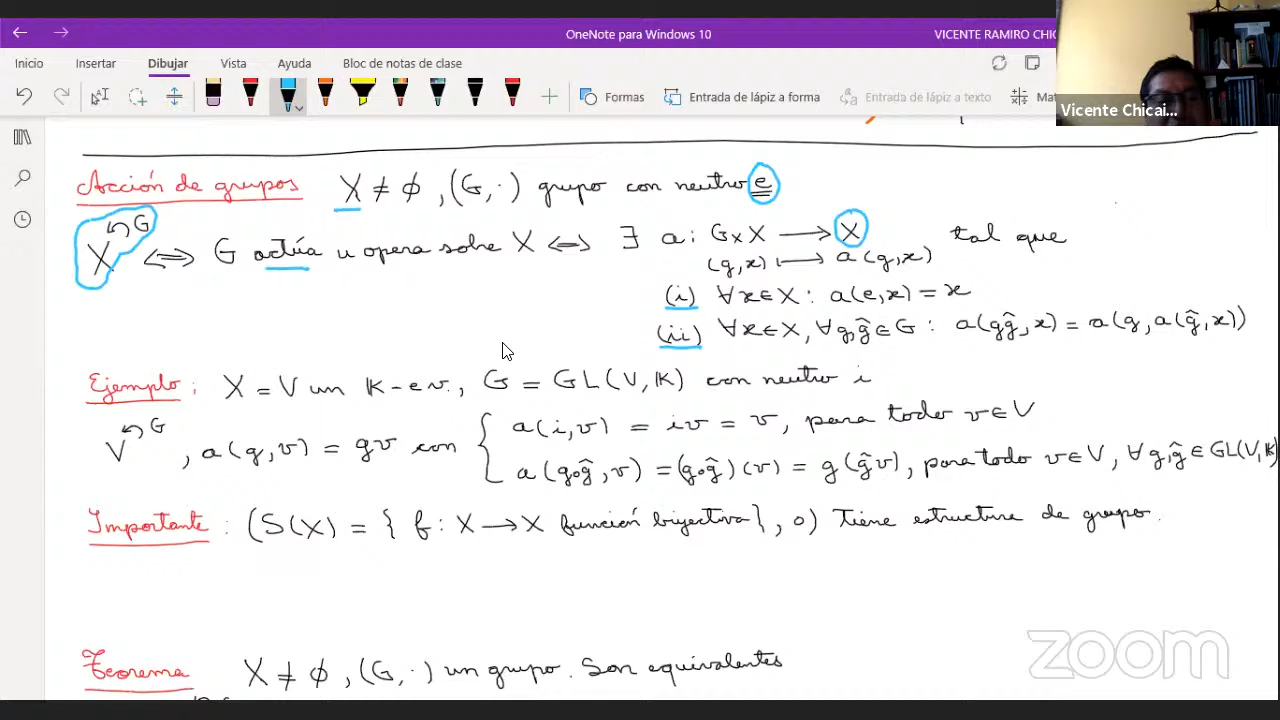 OneNote para Windows 10
VICENTE RAMIRO CHIC
Inicio Insertar Dibujar Vista Ayuda Bloc de notas de clase
Formas Entrada de lápiz a forma Entrada de lápiz a texto Mat
Vicente Chicai...
Acción de grupos X ≠ ϕ , (G, ·) grupo con neutro e
X ↶ G ⟺ G actúa u opera sobre X ⟺ ∃ a : G x X ⟶ X tal que
(g,x) ⟼ a(g,x)
(i) ∀x∈X : a(e,x) = x
(ii) ∀x∈X, ∀g,ĝ∈G : a(gĝ,x) = a(g,a(ĝ,x))
Ejemplo : X = V un K-ev., G = GL(V,K) con neutro i
V ↶ G , a(g,v) = gv con { a(i,v) = iv = v, para todo v∈V
a(g∘ĝ,v) = (g∘ĝ)(v) = g(ĝv), para todo v∈V, ∀g,ĝ∈GL(V,K)
Importante : (S(X) = { f : X ⟶ X función biyectiva } , ∘) tiene estructura de grupo.
zoom
Teorema X ≠ ϕ , (G, ·) un grupo. Son equivalentes